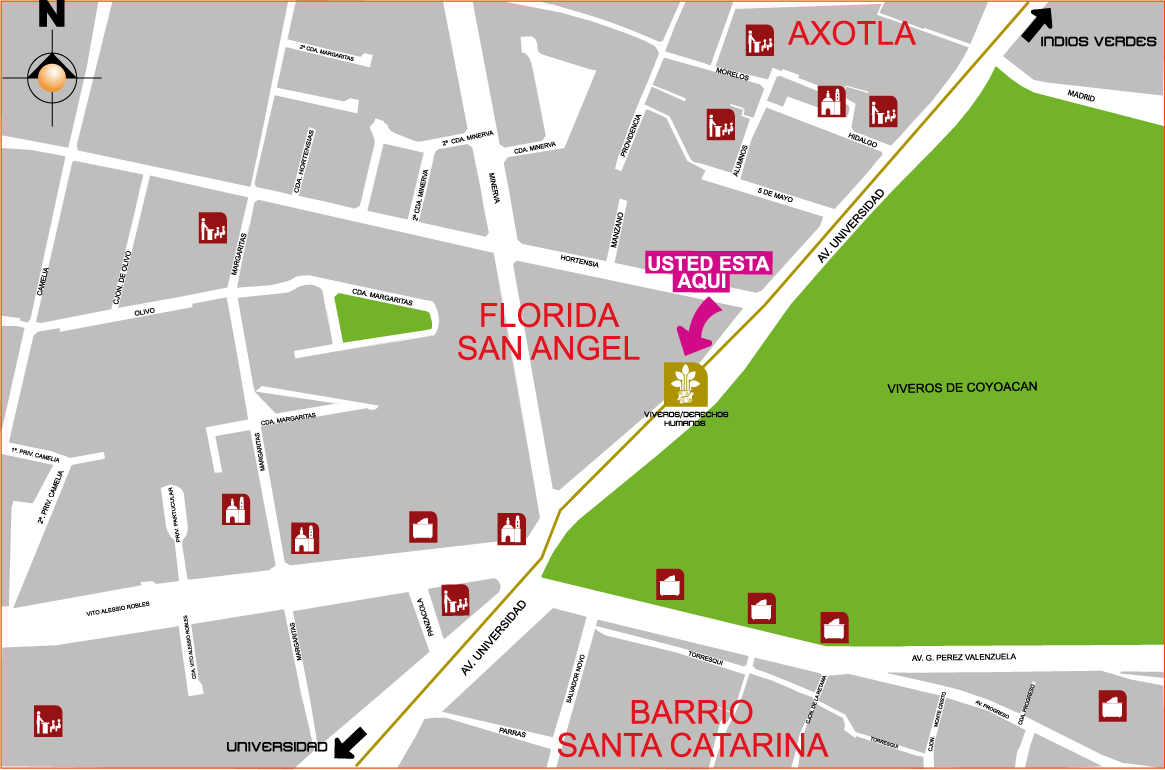 N
AXOTLA
INDIOS VERDES
2ª CDA. MARGARITAS
MORELOS
MADRID
HIDALGO
PROVIDENCIA
ALUMNOS
2ª CDA. MINERVA
CDA. MINERVA
CDA. HORTENSIAS
2ª CDA. MINERVA
MINERVA
5 DE MAYO
AV. UNIVERSIDAD
MANZANO
MARGARITAS
CJON. DE OLIVO
CAMELIA
HORTENSIA
USTED ESTA
AQUI
CDA. MARGARITAS
OLIVO
FLORIDA
SAN ANGEL
VIVEROS DE COYOACAN
VIVEROS/DERECHOS
HUMANOS
CDA. MARGARITAS
MARGARITAS
1ª. PRIV. CAMELIA
2ª. PRIV. CAMELIA
PRIV. PARTUCULAR
VITO ALESSIO ROBLES
CDA. VITO ALESSIO ROBLES
MARGARITAS
PANZACOLA
AV. UNIVERSIDAD
SALVADOR NOVO
TORRESQUI
AV. G. PEREZ VALENZUELA
CJON. DE LA RETAMA
CJON. MONTE CRISTO
AV. PROGRESO
CDA. PROGRESO
BARRIO
SANTA CATARINA
PARRAS
TORRESQUI
UNIVERSIDAD